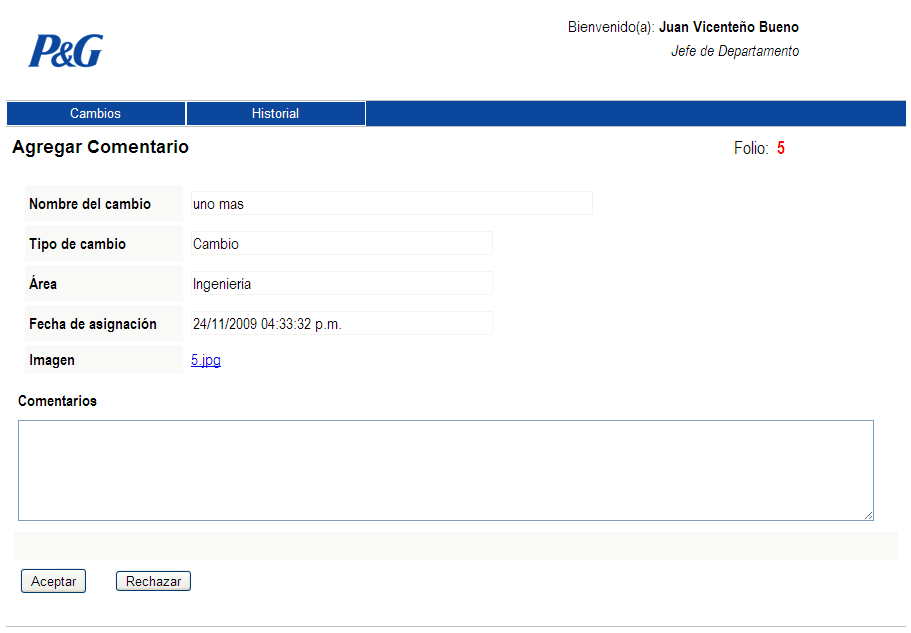 P&G
Bienvenido(a): Juan Vicenteño Bueno
Jefe de Departamento
Cambios Historial
Agregar Comentario Folio: 5
Nombre del cambio uno mas
Tipo de cambio Cambio
Área Ingenieria
Fecha de asignación 24/11/2009 04:33:32 p.m.
Imagen 5.jpg
Comentarios
Aceptar Rechazar